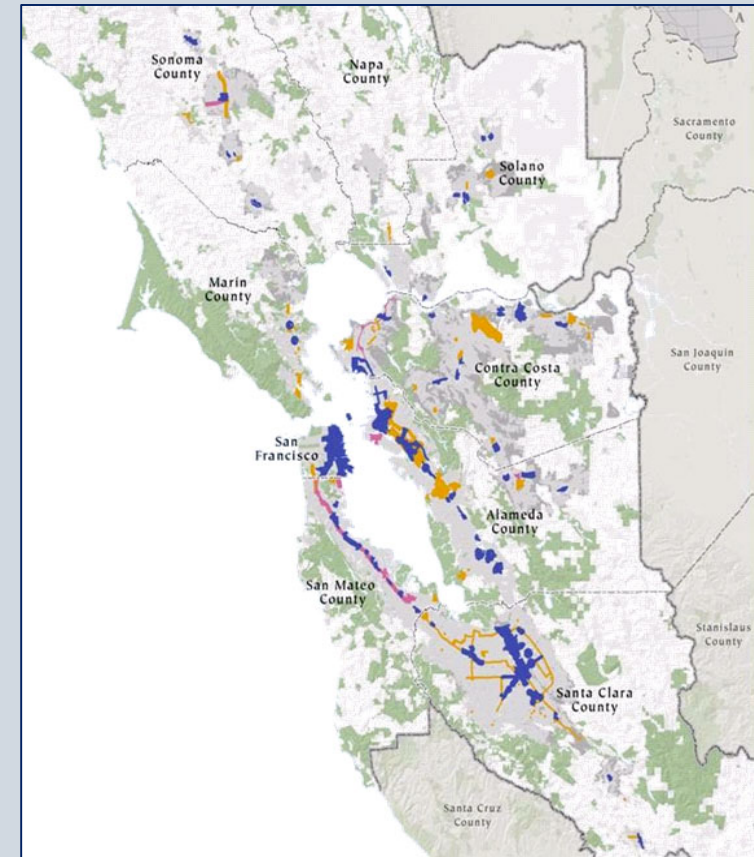 A
Sonoma
County
Napa
County
Sacramento
County
Solano
County
Marin
County
San Joaquin
County
Contra Costa
County
San
Francisco
Alameda
County
San Mateo
County
Stanislaus
County
Santa Clara
County
Santa Cruz
County